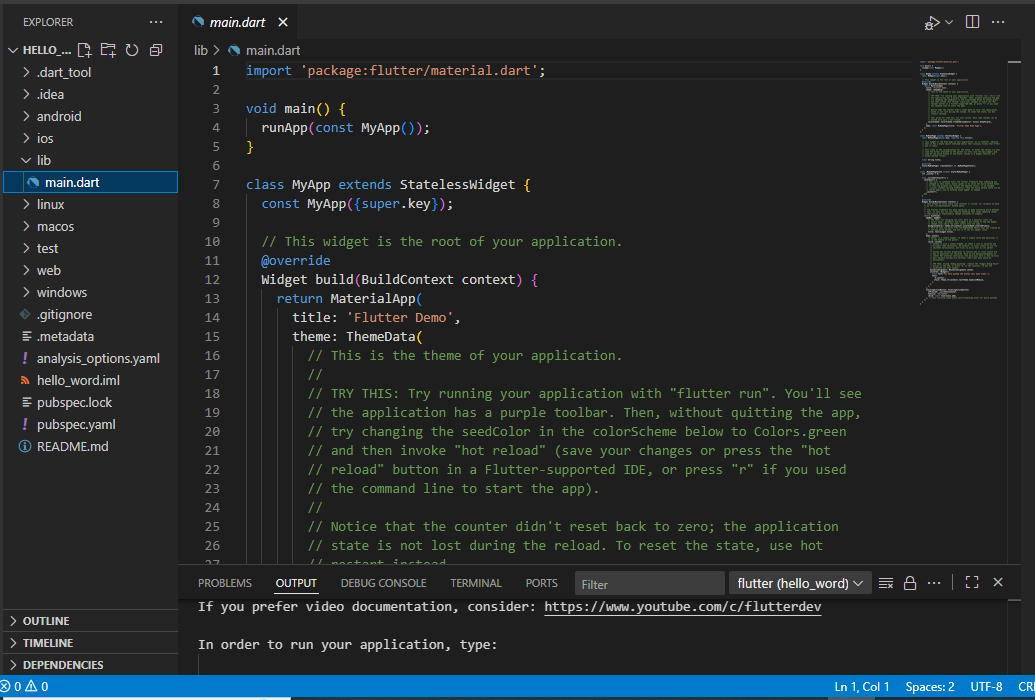 EXPLORER
HELLO_...
.dart_tool
.idea
android
ios
lib
main.dart
linux
macos
test
web
windows
.gitignore
.metadata
analysis_options.yaml
hello_word.iml
pubspec.lock
pubspec.yaml
README.md
OUTLINE
TIMELINE
DEPENDENCIES
main.dart
lib > main.dart
1 import 'package:flutter/material.dart';
2
3 void main() {
4 runApp(const MyApp());
5 }
6
7 class MyApp extends StatelessWidget {
8 const MyApp({super.key});
9
10 // This widget is the root of your application.
11 @override
12 Widget build(BuildContext context) {
13 return MaterialApp(
14 title: 'Flutter Demo',
15 theme: ThemeData(
16 // This is the theme of your application.
17 //
18 // TRY THIS: Try running your application with "flutter run". You'll see
19 // the application has a purple toolbar. Then, without quitting the app,
20 // try changing the seedColor in the colorScheme below to Colors.green
21 // and then invoke "hot reload" (save your changes or press the "hot
22 // reload" button in a Flutter-supported IDE, or press "r" if you used
23 // the command line to start the app).
24 //
25 // Notice that the counter didn't reset back to zero; the application
26 // state is not lost during the reload. To reset the state, use hot
27 // restart instead
PROBLEMS OUTPUT DEBUG CONSOLE TERMINAL PORTS Filter flutter (hello_word)
If you prefer video documentation, consider: https://www.youtube.com/c/flutterdev
In order to run your application, type:
0 0 Ln 1, Col 1 Spaces: 2 UTF-8 CR